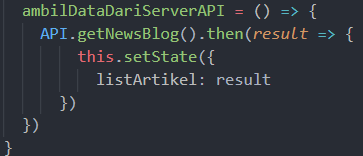 ambilDataDariServerAPI = () => {
API.getNewsBlog().then(result => {
this.setState({
listArtikel: result
})
})
}